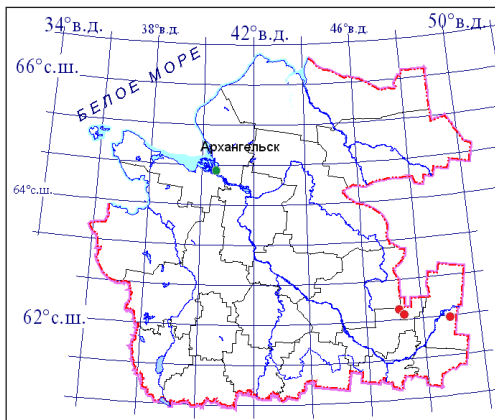 34°в.д.
38°в.д.
42°в.д.
46°в.д.
50°в.д.
66°с.ш.
БЕЛОЕ МОРЕ
Архангельск
64°с.ш.
62°с.ш.